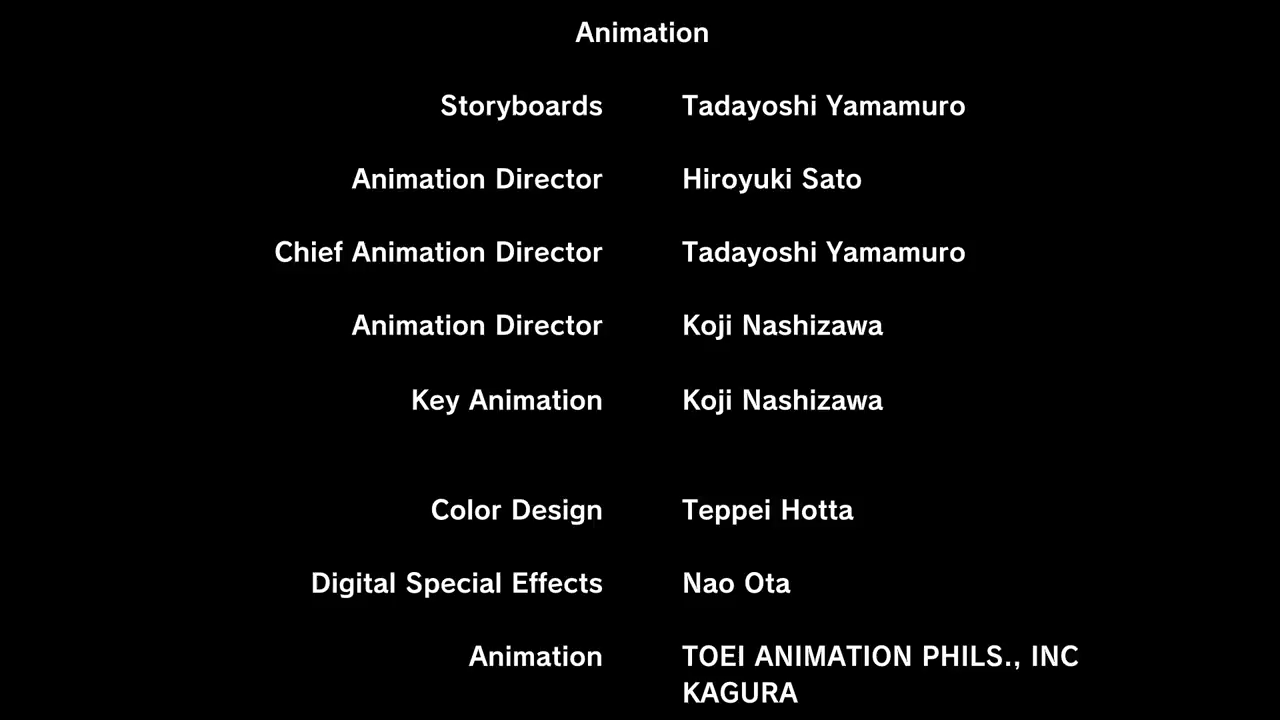 Animation
Storyboards Tadayoshi Yamamuro
Animation Director Hiroyuki Sato
Chief Animation Director Tadayoshi Yamamuro
Animation Director Koji Nashizawa
Key Animation Koji Nashizawa
Color Design Teppei Hotta
Digital Special Effects Nao Ota
Animation TOEI ANIMATION PHILS., INC
KAGURA